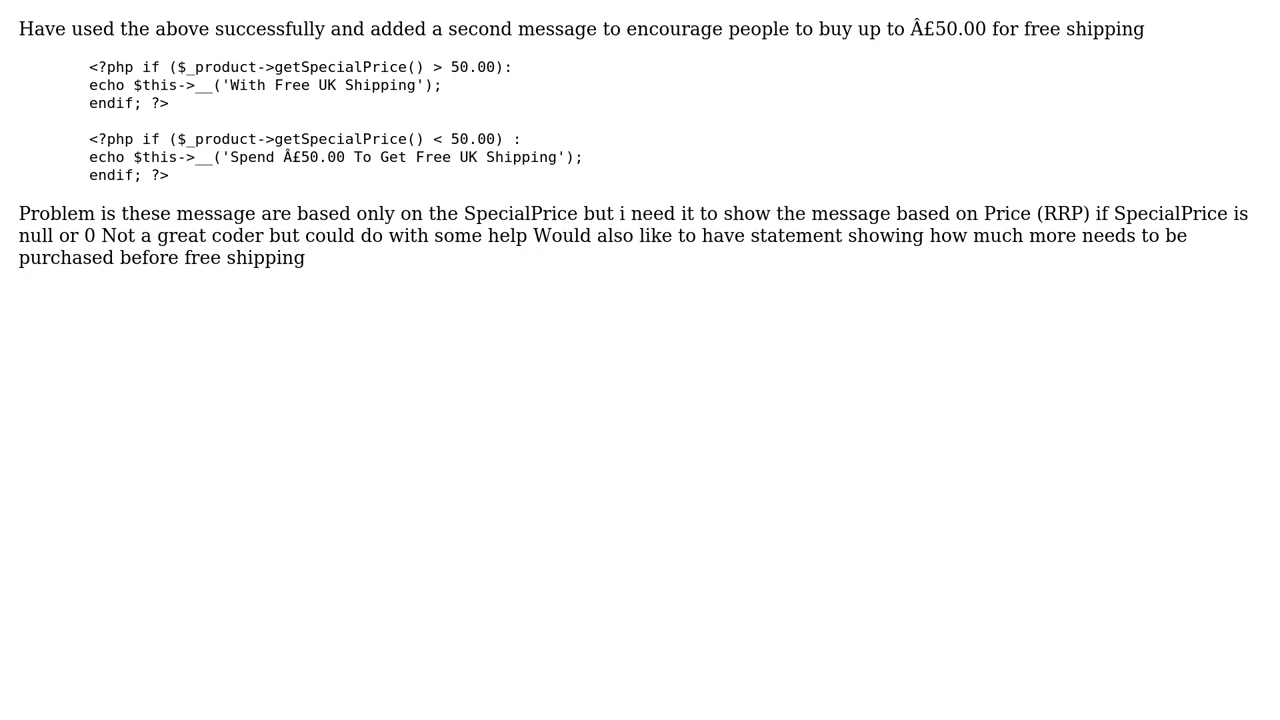 Have used the above successfully and added a second message to encourage people to buy up to Â£50.00 for free shipping
<?php if ($_product->getSpecialPrice() > 50.00):
echo $this->__('With Free UK Shipping');
endif; ?>
<?php if ($_product->getSpecialPrice() < 50.00) :
echo $this->__('Spend Â£50.00 To Get Free UK Shipping');
endif; ?>
Problem is these message are based only on the SpecialPrice but i need it to show the message based on Price (RRP) if SpecialPrice is
null or 0 Not a great coder but could do with some help Would also like to have statement showing how much more needs to be
purchased before free shipping